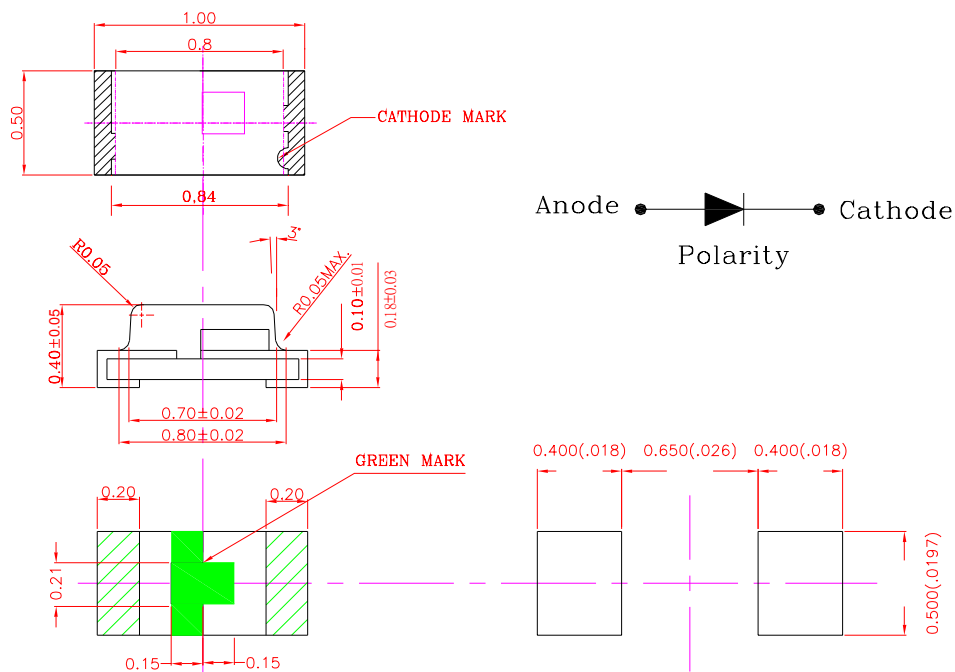 1.00
0.8
0.50
CATHODE MARK
0.84
Anode
Cathode
Polarity
3°
R0.05
R0.05MAX.
0.40±0.05
0.10±0.01
0.18±0.03
0.70±0.02
0.80±0.02
GREEN MARK
0.400(.018)
0.650(.026)
0.400(.018)
0.20
0.20
0.21
0.500(.0197)
0.15
0.15